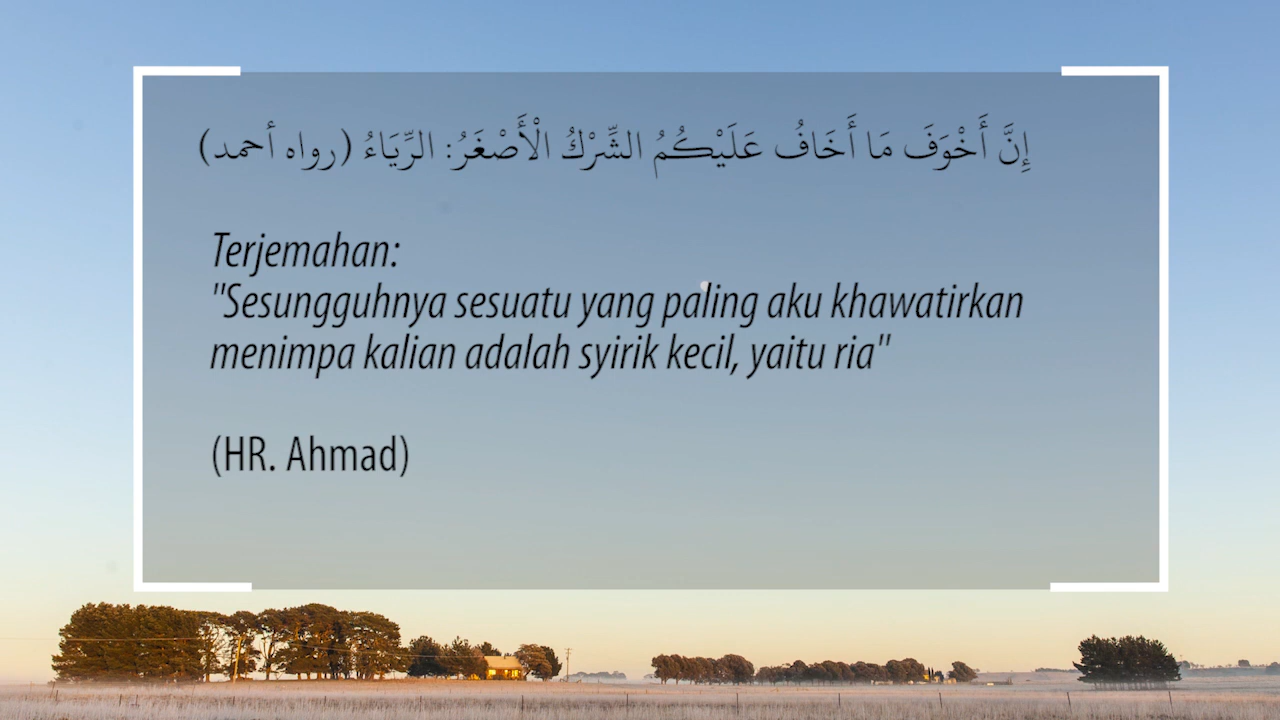 إِنَّ أَخْوَفَ مَا أَخَافُ عَلَيْكُمُ الشِّرْكُ الْأَصْغَرُ: الرِّيَاءُ (رواه أحمد)
Terjemahan:
"Sesungguhnya sesuatu yang paling aku khawatirkan
menimpa kalian adalah syirik kecil, yaitu ria"
(HR. Ahmad)